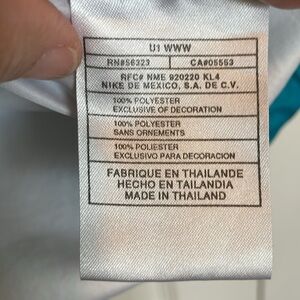 U1 WWW
RN#56323 CA#05553
RFC# NME 920220 KL4
NIKE DE MEXICO, S.A. DE C.V.
100% POLYESTER
EXCLUSIVE OF DECORATION
100% POLYESTER
SANS ORNEMENTS
100% POLIESTER
EXCLUSIVO PARA DECORACION
FABRIQUE EN THAILANDE
HECHO EN TAILANDIA
MADE IN THAILAND